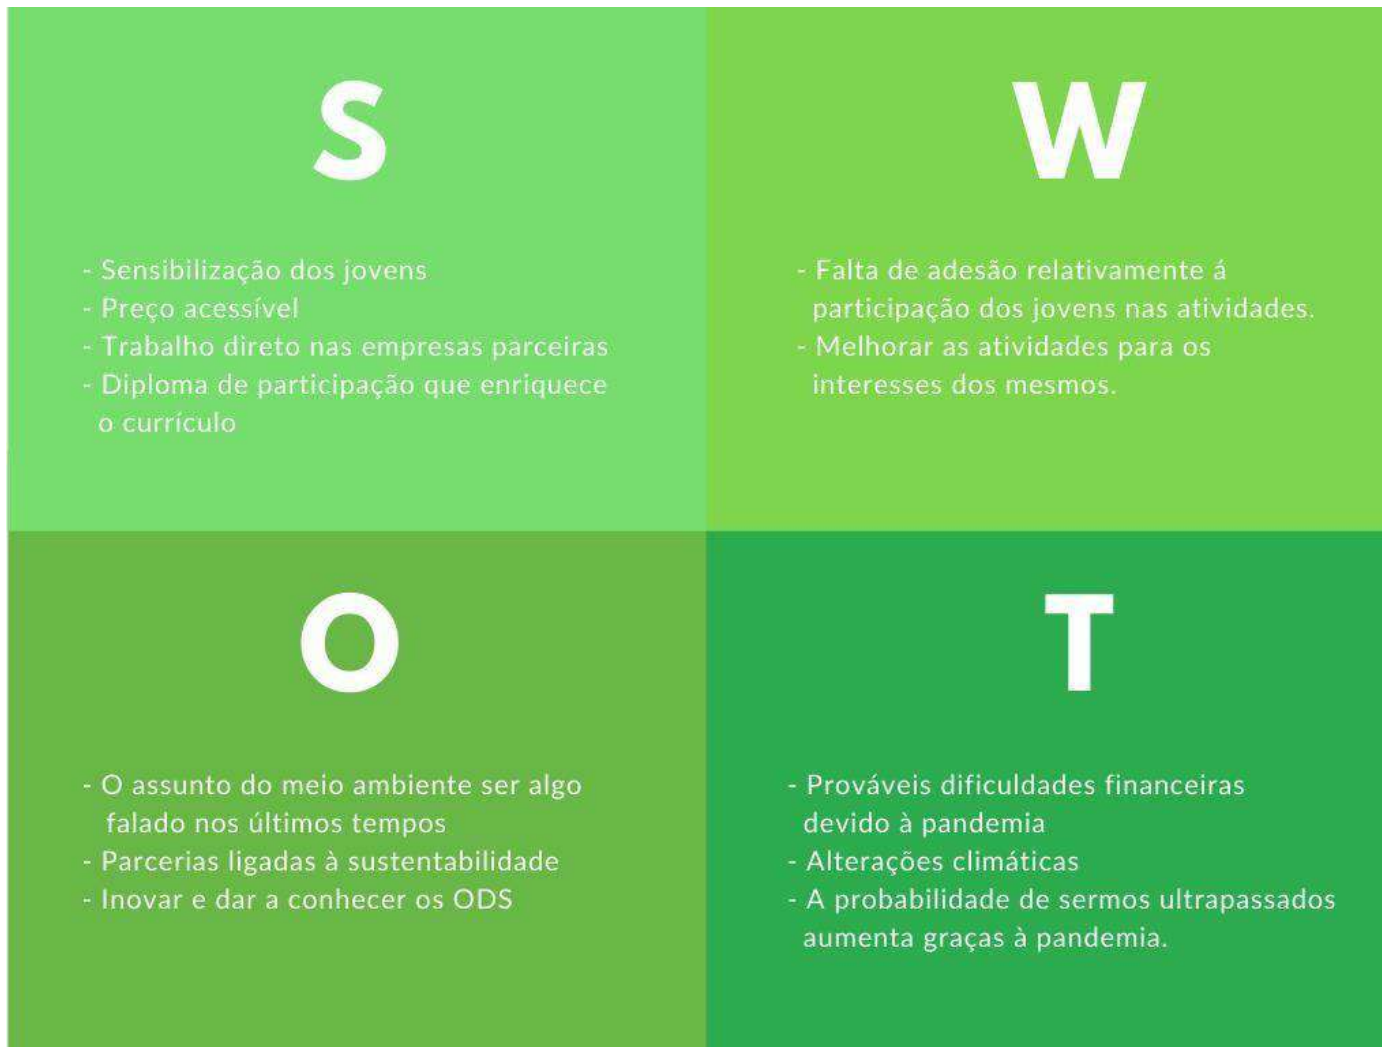 S
- Sensibilização dos jovens
- Preço acessível
- Trabalho direto nas empresas parceiras
- Diploma de participação que enriquece
o currículo
W
- Falta de adesão relativamente á
participação dos jovens nas atividades.
- Melhorar as atividades para os
interesses dos mesmos.
O
- O assunto do meio ambiente ser algo
falado nos últimos tempos
- Parcerias ligadas à sustentabilidade
- Inovar e dar a conhecer os ODS
T
- Prováveis dificuldades financeiras
devido à pandemia
- Alterações climáticas
- A probabilidade de sermos ultrapassados
aumenta graças à pandemia.